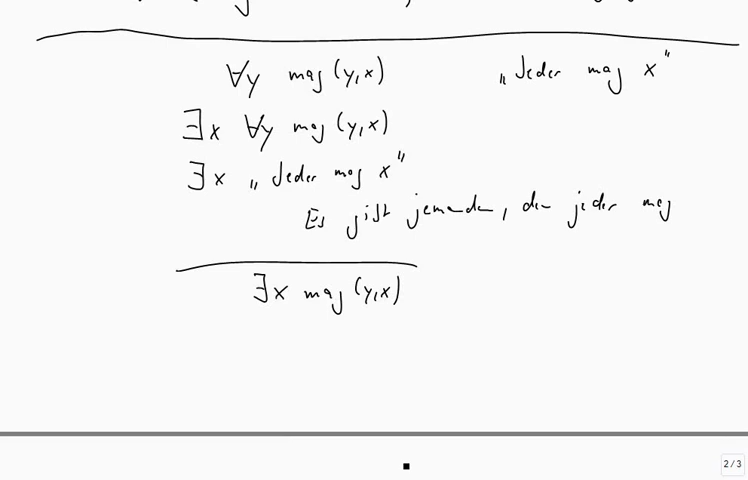 ∀y mag (y,x) „Jeder mag x"
∃x ∀y mag (y,x)
∃x „Jeder mag x"
Es gibt jemanden, den jeder mag
∃x mag (y,x)
2/3